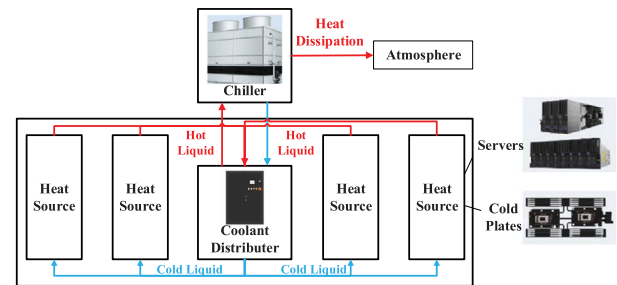 Heat
Dissipation
Atmosphere
Chiller
Hot
Liquid
Hot
Liquid
Heat
Source
Heat
Source
Coolant
Distributer
Heat
Source
Heat
Source
Servers
Cold
Plates
Cold Liquid
Cold Liquid